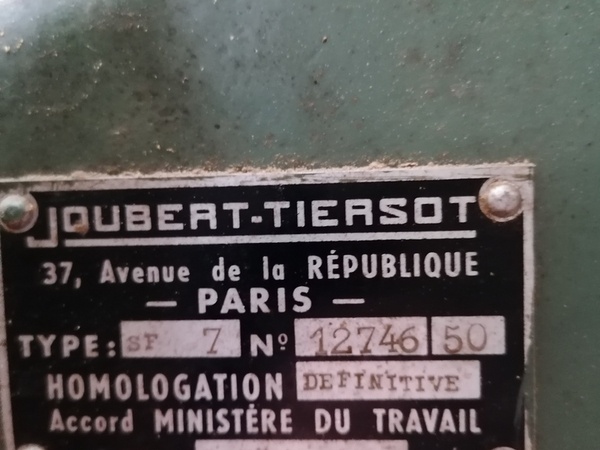 JOUBERT-TIERSOT
37, Avenue de la RÉPUBLIQUE
— PARIS —
TYPE: SF 7 Nº 12746 50
HOMOLOGATION DEFINITIVE
Accord MINISTÈRE DU TRAVAIL